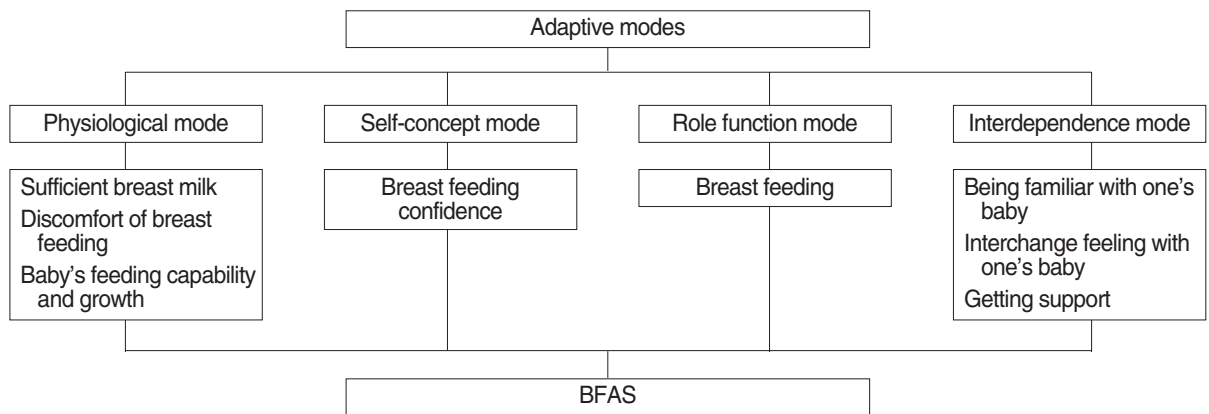 Adaptive modes
Physiological mode
Self-concept mode
Role function mode
Interdependence mode
Sufficient breast milk
Discomfort of breast
feeding
Baby's feeding capability
and growth
Breast feeding
confidence
Breast feeding
Being familiar with one's
baby
Interchange feeling with
one's baby
Getting support
BFAS